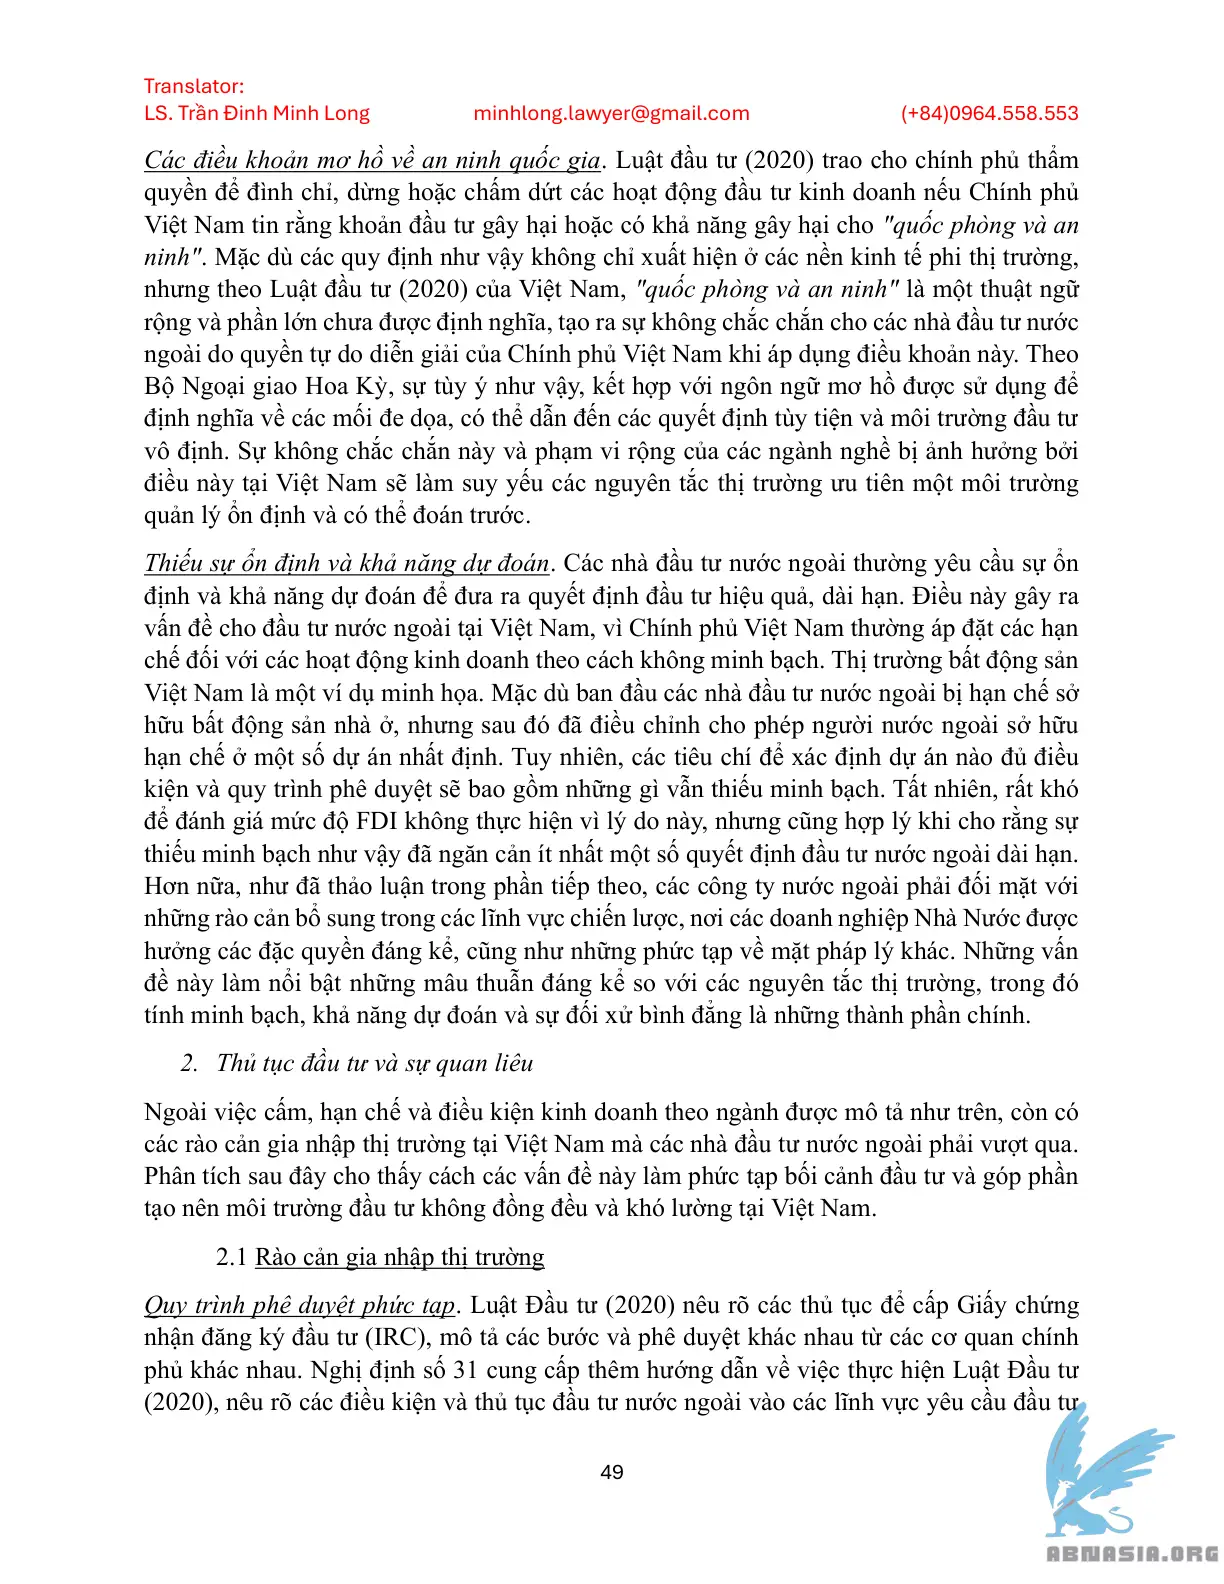 Translator:
LS. Trần Đinh Minh Long minhlong.lawyer@gmail.com (+84)0964.558.553
Các điều khoản mơ hồ về an ninh quốc gia. Luật đầu tư (2020) trao cho chính phủ thẩm
quyền để đình chỉ, dừng hoặc chấm dứt các hoạt động đầu tư kinh doanh nếu Chính phủ
Việt Nam tin rằng khoản đầu tư gây hại hoặc có khả năng gây hại cho "quốc phòng và an
ninh". Mặc dù các quy định như vậy không chỉ xuất hiện ở các nền kinh tế phi thị trường,
nhưng theo Luật đầu tư (2020) của Việt Nam, "quốc phòng và an ninh" là một thuật ngữ
rộng và phần lớn chưa được định nghĩa, tạo ra sự không chắc chắn cho các nhà đầu tư nước
ngoài do quyền tự do diễn giải của Chính phủ Việt Nam khi áp dụng điều khoản này. Theo
Bộ Ngoại giao Hoa Kỳ, sự tùy ý như vậy, kết hợp với ngôn ngữ mơ hồ được sử dụng để
định nghĩa về các mối đe dọa, có thể dẫn đến các quyết định tùy tiện và môi trường đầu tư
vô định. Sự không chắc chắn này và phạm vi rộng của các ngành nghề bị ảnh hưởng bởi
điều này tại Việt Nam sẽ làm suy yếu các nguyên tắc thị trường ưu tiên một môi trường
quản lý ổn định và có thể đoán trước.
Thiếu sự ổn định và khả năng dự đoán. Các nhà đầu tư nước ngoài thường yêu cầu sự ổn
định và khả năng dự đoán để đưa ra quyết định đầu tư hiệu quả, dài hạn. Điều này gây ra
vấn đề cho đầu tư nước ngoài tại Việt Nam, vì Chính phủ Việt Nam thường áp đặt các hạn
chế đối với các hoạt động kinh doanh theo cách không minh bạch. Thị trường bất động sản
Việt Nam là một ví dụ minh họa. Mặc dù ban đầu các nhà đầu tư nước ngoài bị hạn chế sở
hữu bất động sản nhà ở, nhưng sau đó đã điều chỉnh cho phép người nước ngoài sở hữu
hạn chế ở một số dự án nhất định. Tuy nhiên, các tiêu chí để xác định dự án nào đủ điều
kiện và quy trình phê duyệt sẽ bao gồm những gì vẫn thiếu minh bạch. Tất nhiên, rất khó
để đánh giá mức độ FDI không thực hiện vì lý do này, nhưng cũng hợp lý khi cho rằng sự
thiếu minh bạch như vậy đã ngăn cản ít nhất một số quyết định đầu tư nước ngoài dài hạn.
Hơn nữa, như đã thảo luận trong phần tiếp theo, các công ty nước ngoài phải đối mặt với
những rào cản bổ sung trong các lĩnh vực chiến lược, nơi các doanh nghiệp Nhà Nước được
hưởng các đặc quyền đáng kể, cũng như những phức tạp về mặt pháp lý khác. Những vấn
đề này làm nổi bật những mâu thuẫn đáng kể so với các nguyên tắc thị trường, trong đó
tính minh bạch, khả năng dự đoán và sự đối xử bình đẳng là những thành phần chính.
2. Thủ tục đầu tư và sự quan liêu
Ngoài việc cấm, hạn chế và điều kiện kinh doanh theo ngành được mô tả như trên, còn có
các rào cản gia nhập thị trường tại Việt Nam mà các nhà đầu tư nước ngoài phải vượt qua.
Phân tích sau đây cho thấy cách các vấn đề này làm phức tạp bối cảnh đầu tư và góp phần
tạo nên môi trường đầu tư không đồng đều và khó lường tại Việt Nam.
2.1 Rào cản gia nhập thị trường
Quy trình phê duyệt phức tạp. Luật Đầu tư (2020) nêu rõ các thủ tục để cấp Giấy chứng
nhận đăng ký đầu tư (IRC), mô tả các bước và phê duyệt khác nhau từ các cơ quan chính
phủ khác nhau. Nghị định số 31 cung cấp thêm hướng dẫn về việc thực hiện Luật Đầu tư
(2020), nêu rõ các điều kiện và thủ tục đầu tư nước ngoài vào các lĩnh vực yêu cầu đầu tư
49
ABNASIA.ORG